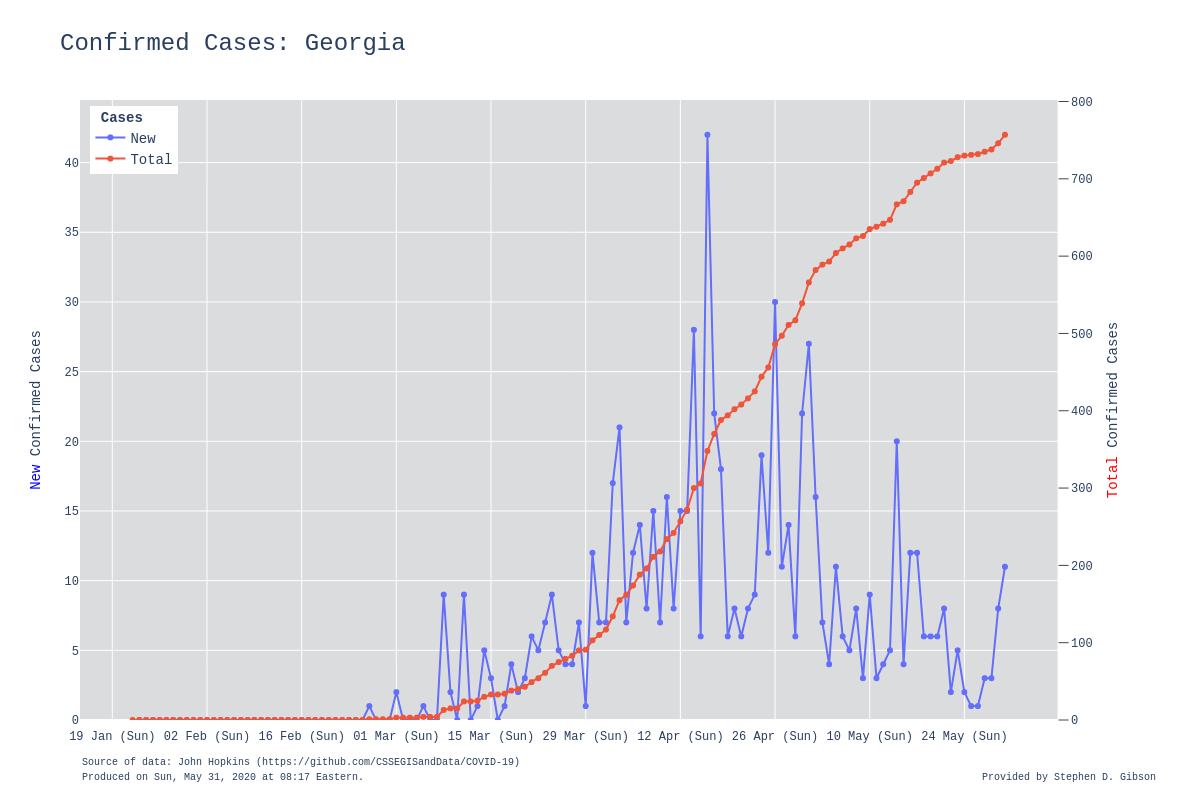 Confirmed Cases: Georgia
Cases
New
Total
40
35
30
25
20
15
10
5
0
New Confirmed Cases
800
700
600
500
400
300
200
100
0
Total Confirmed Cases
19 Jan (Sun) 02 Feb (Sun) 16 Feb (Sun) 01 Mar (Sun) 15 Mar (Sun) 29 Mar (Sun) 12 Apr (Sun) 26 Apr (Sun) 10 May (Sun) 24 May (Sun)
Source of data: John Hopkins (https://github.com/CSSEGISandData/COVID-19)
Produced on Sun, May 31, 2020 at 08:17 Eastern.
Provided by Stephen D. Gibson